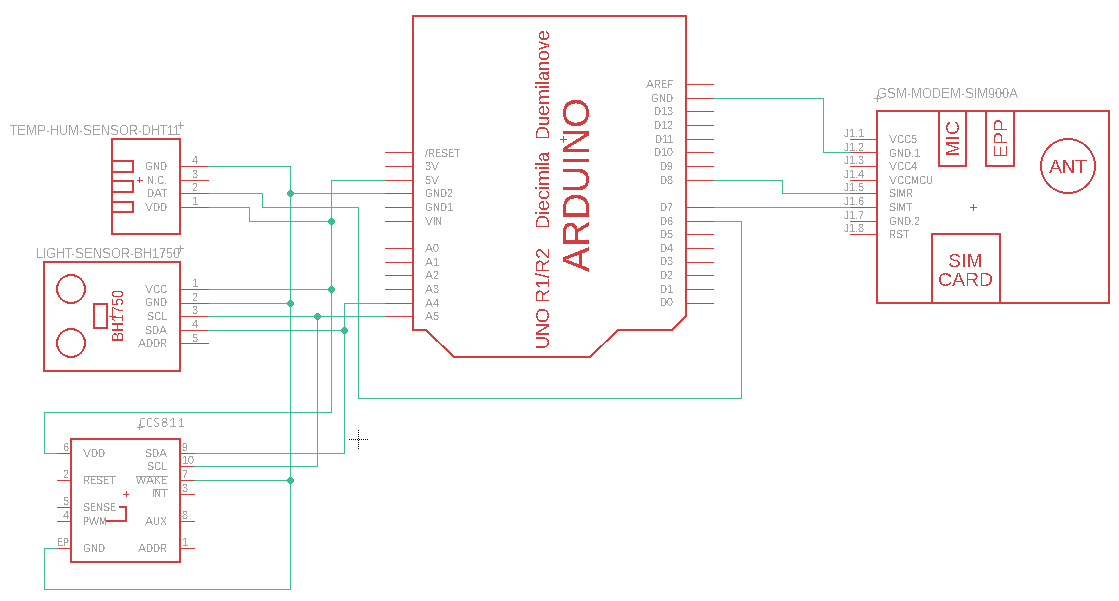 TEMP-HUM-SENSOR-DHT11
GND 4
N.C. 3
DAT 2
VDD 1
LIGHT-SENSOR-BH1750
BH1750
VCC 1
GND 2
SCL 3
SDA 4
ADDR 5
CCS811
6 VDD
2 RESET
5 SENSE
4 PWM
EP GND
SDA 9
SCL 10
WAKE 7
INT 3
AUX 8
ADDR 1
/RESET
3V
5V
GND2
GND1
VIN
A0
A1
A2
A3
A4
A5
UNO R1/R2 Diecimila Duemilanove
ARDUINO
AREF
GND
D13
D12
D11
D10
D9
D8
D7
D6
D5
D4
D3
D2
D1
D0
GSM-MODEM-SIM900A
J1.1 VCC5
J1.2 GND.1
J1.3 VCC4
J1.4 VCCMCU
J1.5 SIMR
J1.6 SIMT
J1.7 GND.2
J1.8 RST
MIC
EPP
ANT
SIM
CARD